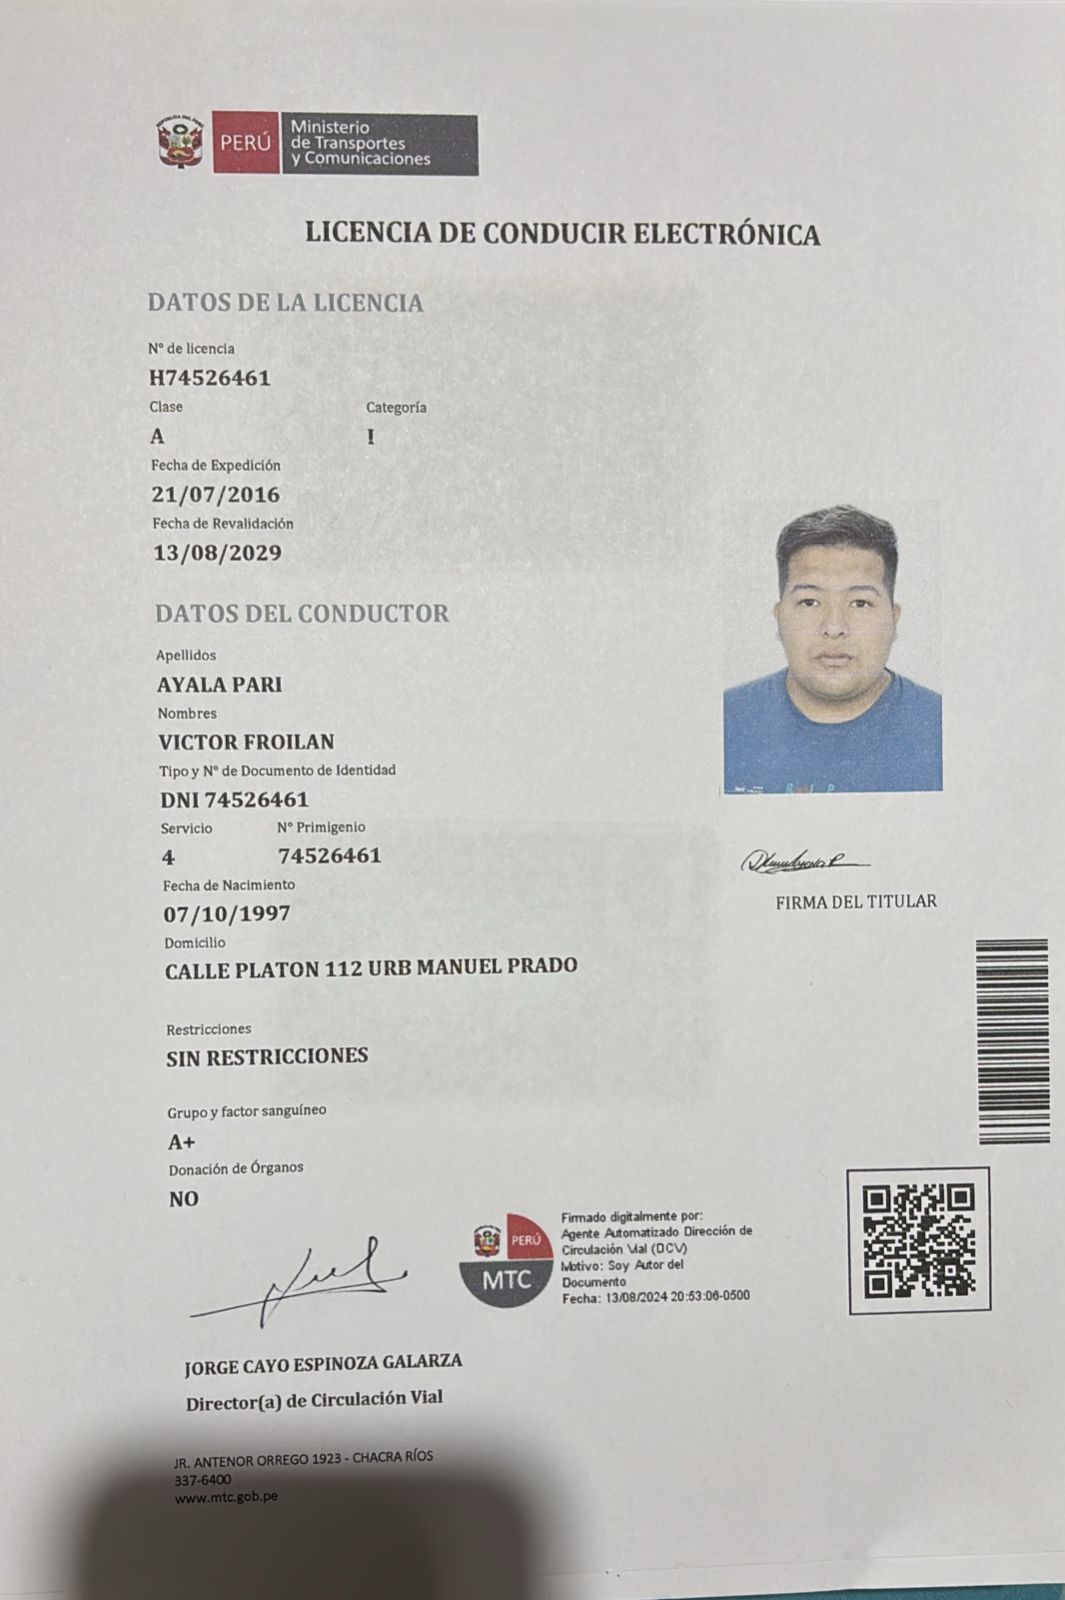 PERÚ
Ministerio
de Transportes
y Comunicaciones
LICENCIA DE CONDUCIR ELECTRÓNICA
DATOS DE LA LICENCIA
N° de licencia
H74526461
Clase Categoría
A I
Fecha de Expedición
21/07/2016
Fecha de Revalidación
13/08/2029
DATOS DEL CONDUCTOR
Apellidos
AYALA PARI
Nombres
VICTOR FROILAN
Tipo y N° de Documento de Identidad
DNI 74526461
Servicio N° Primigenio
4 74526461
Fecha de Nacimiento
07/10/1997
Domicilio
CALLE PLATON 112 URB MANUEL PRADO
FIRMA DEL TITULAR
Restricciones
SIN RESTRICCIONES
Grupo y factor sanguíneo
A+
Donación de Órganos
NO
PERÚ
MTC
Firmado digitalmente por:
Agente Automatizado Dirección de
Circulación Vial (DCV)
Motivo: Soy Autor del
Documento
Fecha: 13/08/2024 20:53:06-0500
JORGE CAYO ESPINOZA GALARZA
Director(a) de Circulación Vial
JR. ANTENOR ORREGO 1923 - CHACRA RÍOS
337-6400
www.mtc.gob.pe